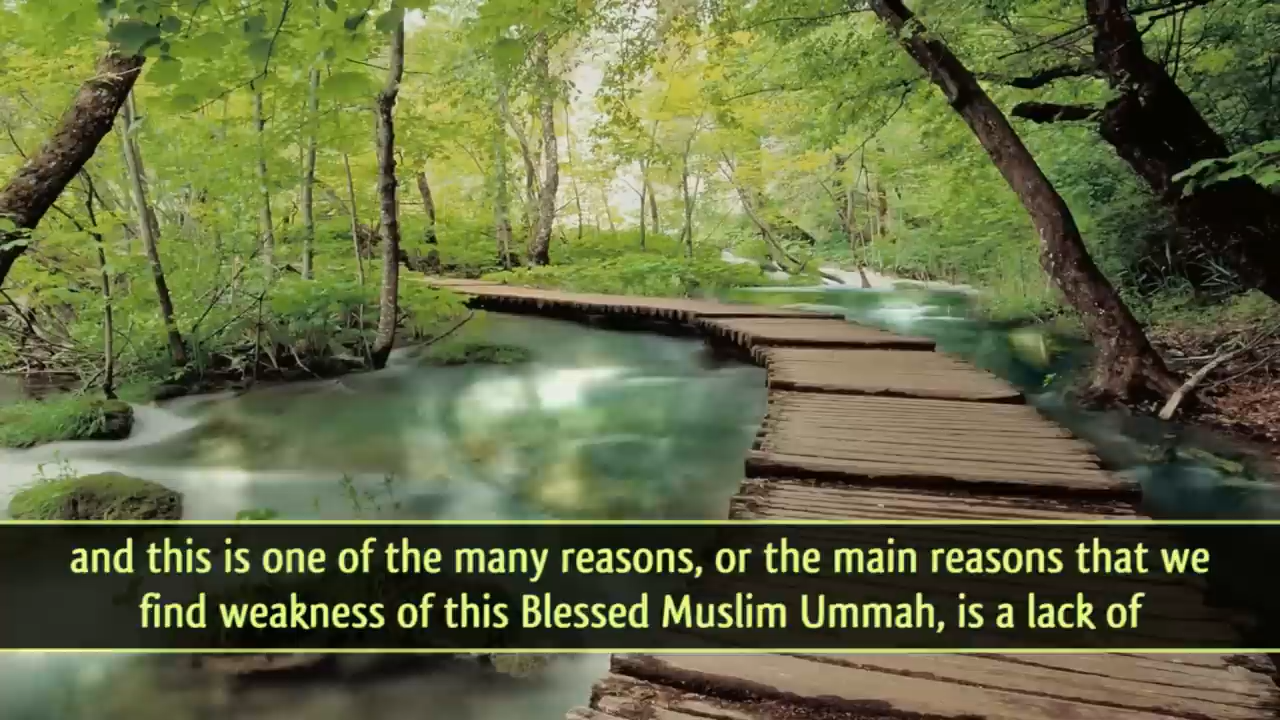 and this is one of the many reasons, or the main reasons that we
find weakness of this Blessed Muslim Ummah, is a lack of